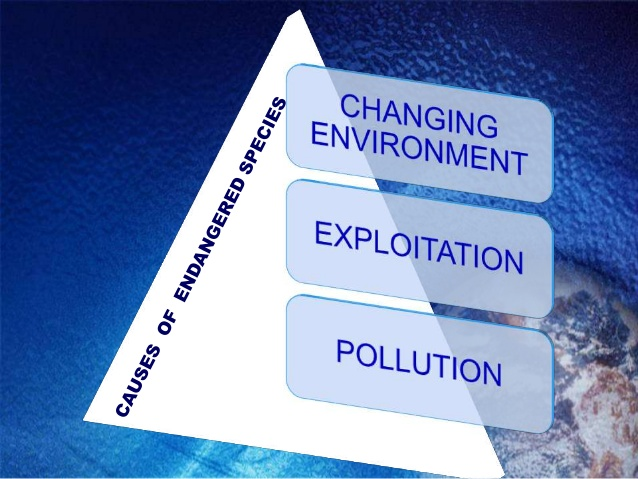 CAUSES OF ENDANGERED SPECIES
CHANGING
ENVIRONMENT
EXPLOITATION
POLLUTION